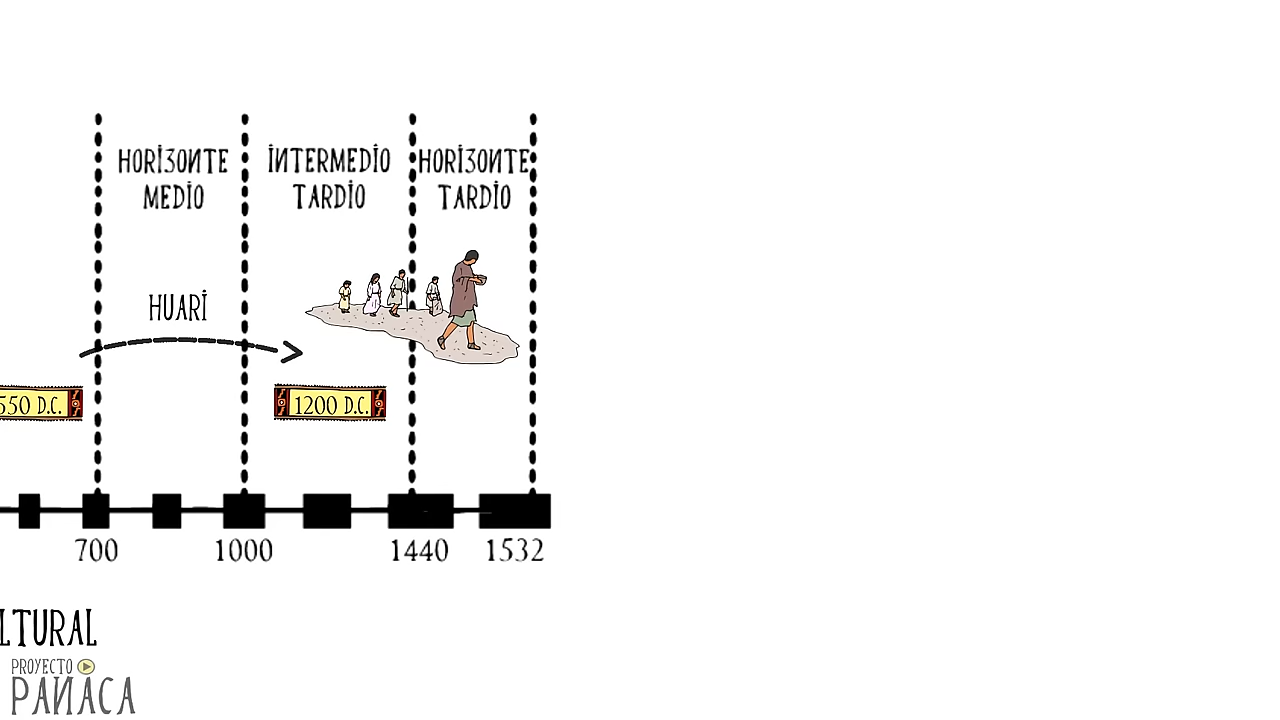 HORIZONTE
MEDIO
INTERMEDIO
TARDIO
HORIZONTE
TARDIO
HUARI
550 D.C.
1200 D.C.
700
1000
1440
1532
LTURAL
PROYECTO
PANACA